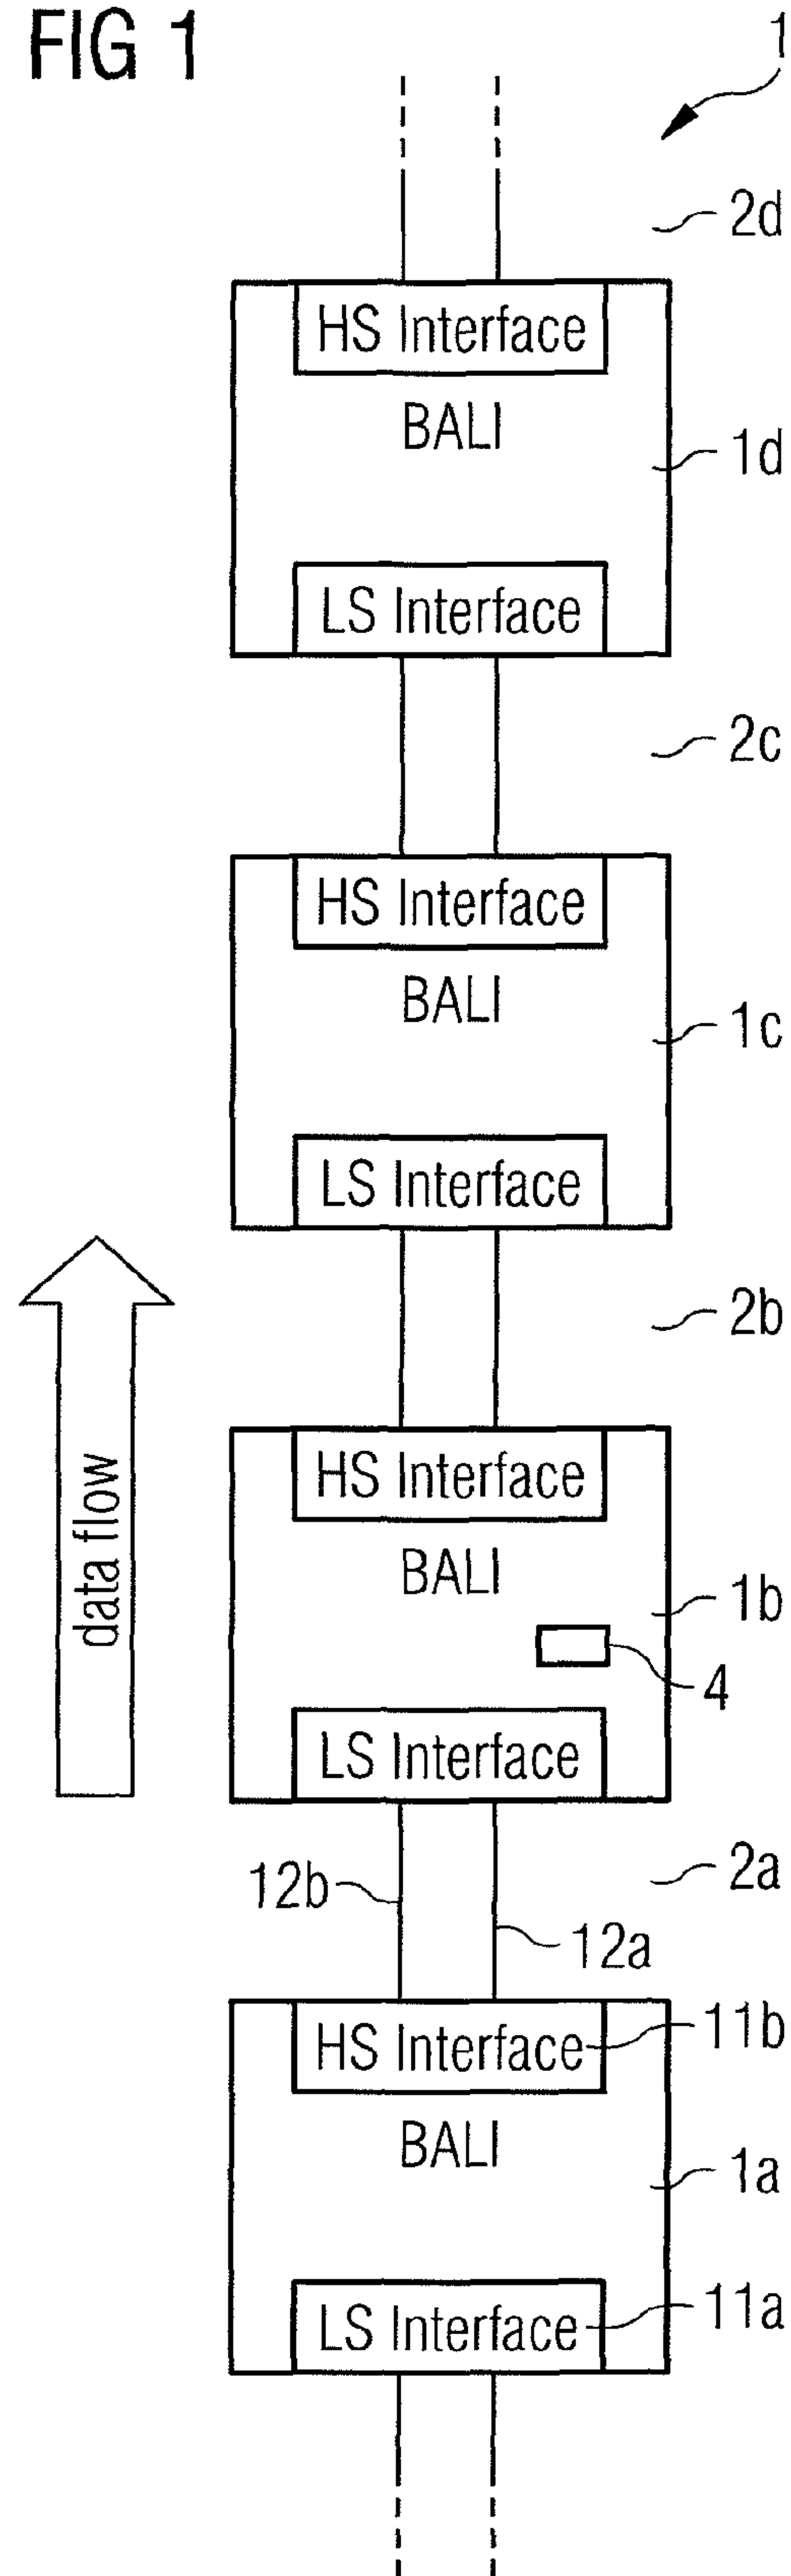 FIG 1
1
2d
HS Interface
BALI
1d
LS Interface
2c
HS Interface
BALI
1c
LS Interface
2b
HS Interface
data flow
BALI
1b
4
LS Interface
2a
12b
12a
HS Interface
11b
BALI
1a
LS Interface
11a